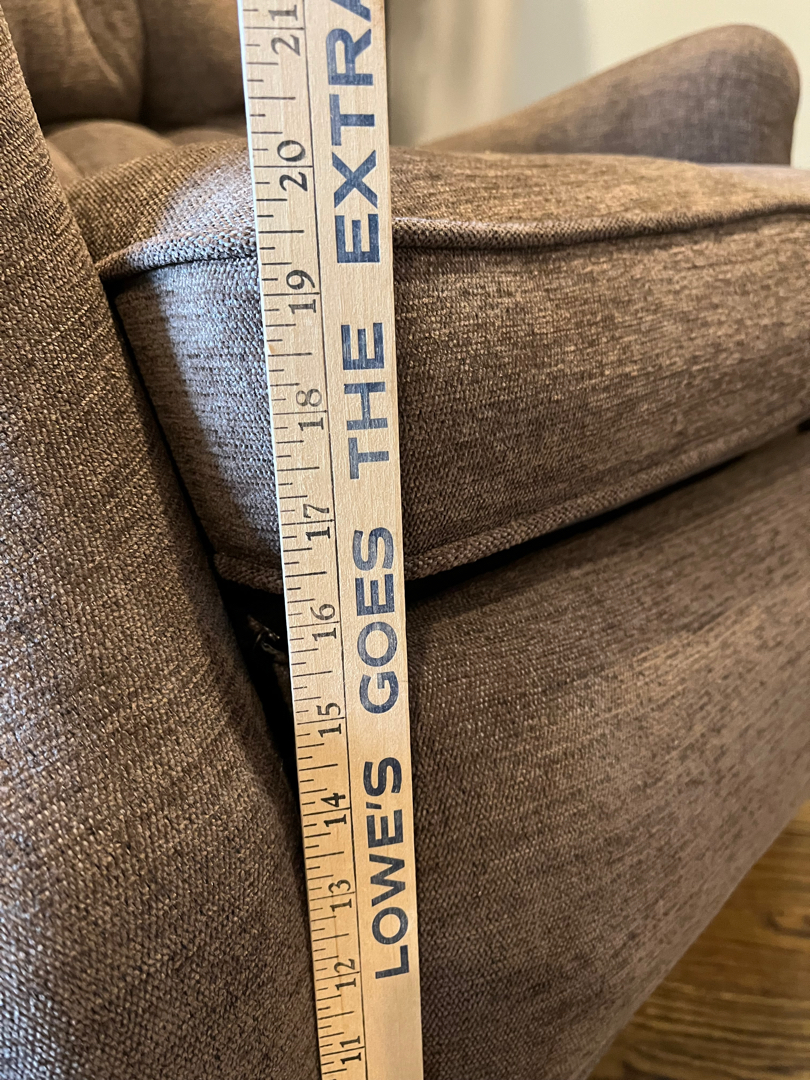 LOWE'S GOES THE EXTRA
11 12 13 14 15 16 17 18 19 20 21